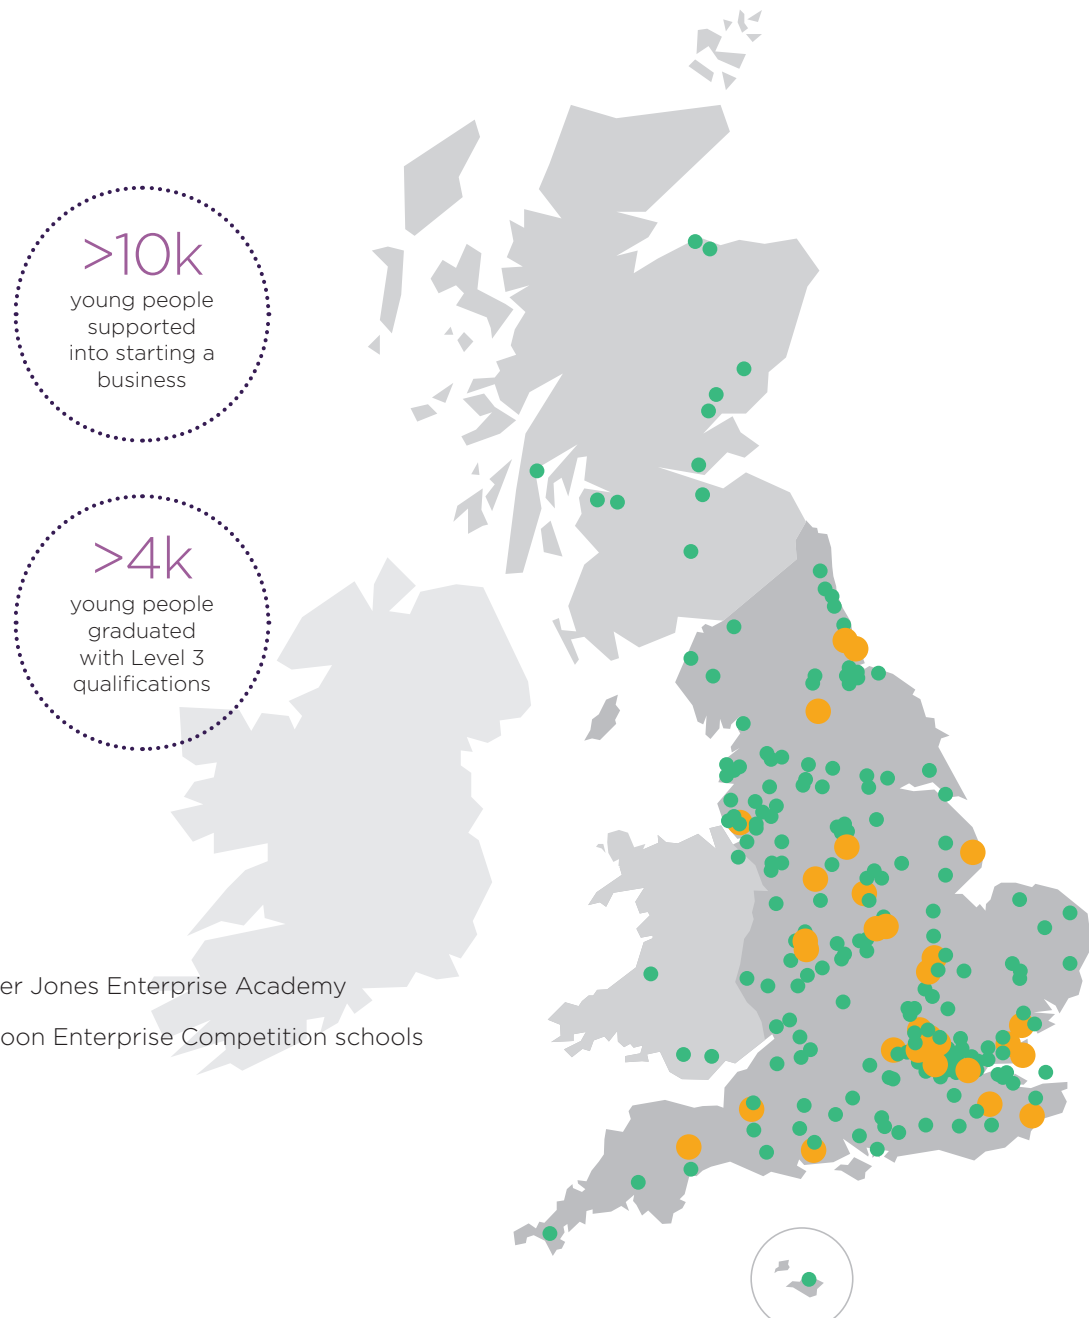 >10k
young people
supported
into starting a
business
>4k
young people
graduated
with Level 3
qualifications
er Jones Enterprise Academy
oon Enterprise Competition schools